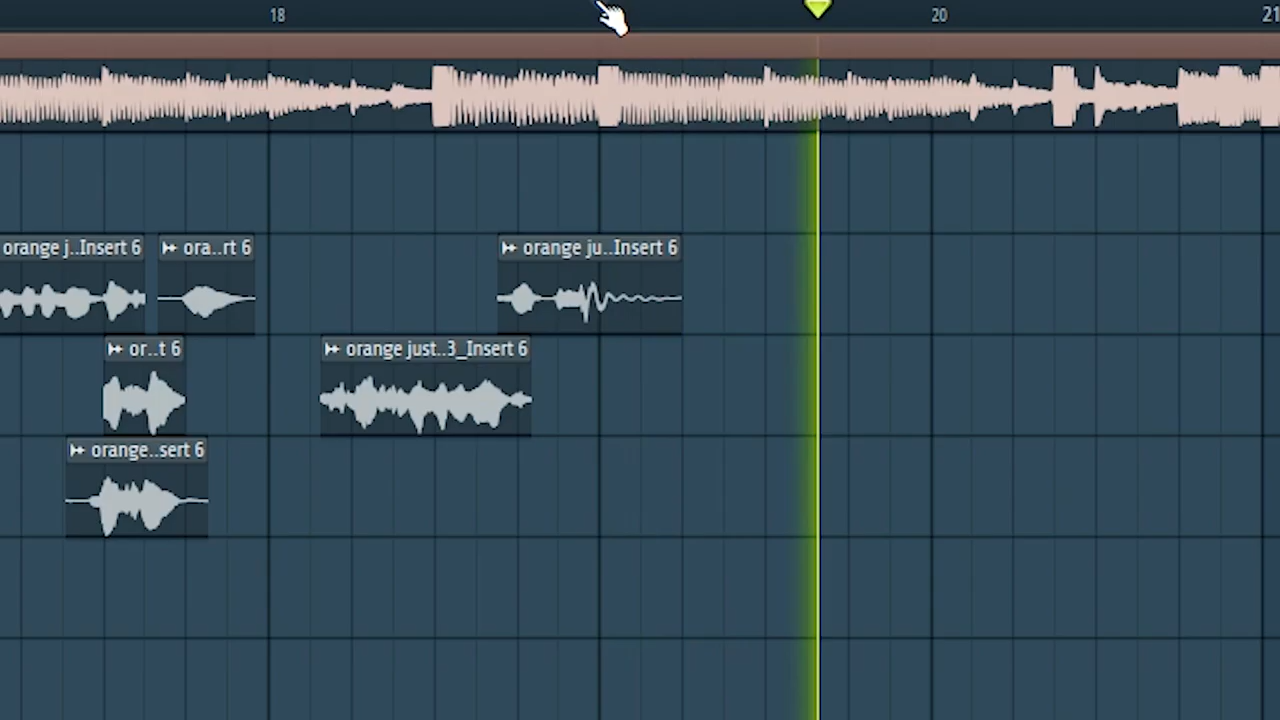 18
20
21
orange j..Insert 6
ora..rt 6
orange ju..Insert 6
or..t 6
orange just..3_Insert 6
orange..sert 6